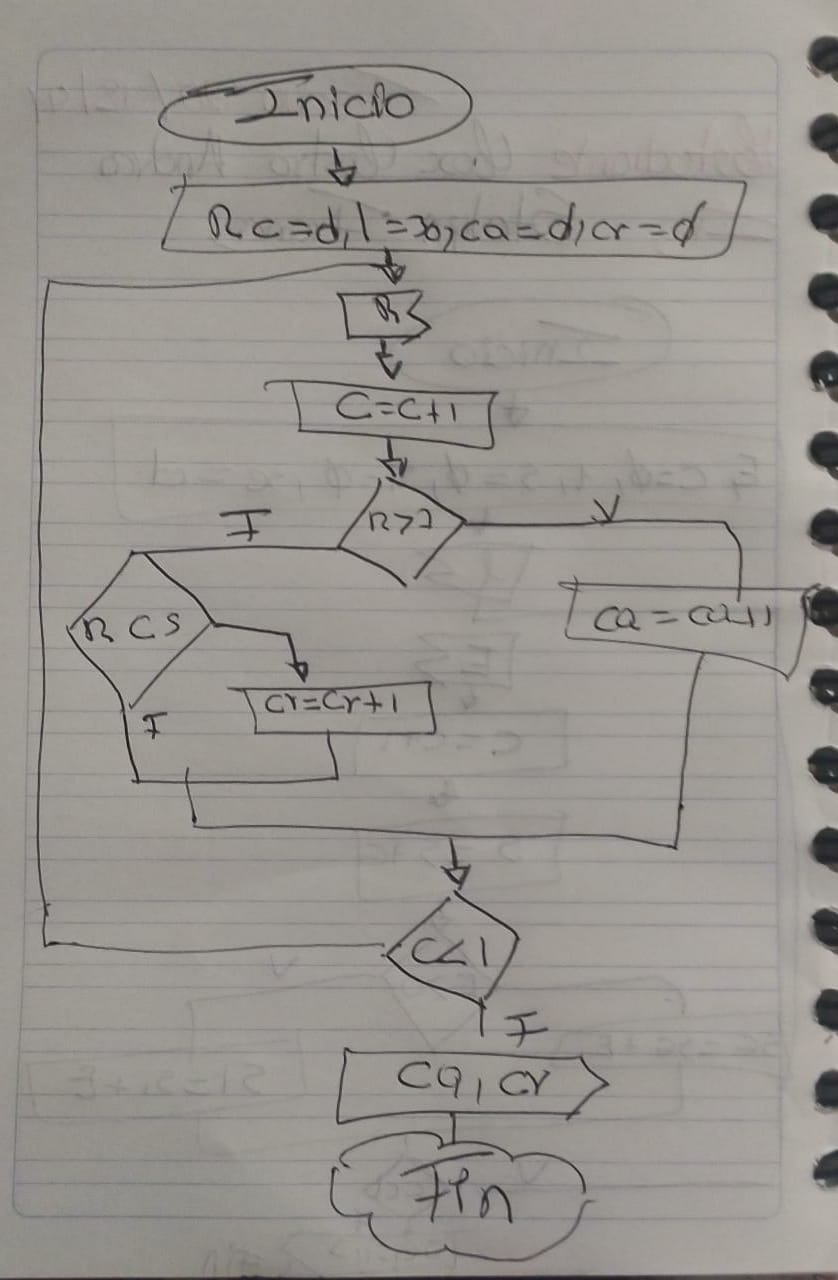 Inicio
R c=ø, l=30, ca=ø, cr=ø
R
C=C+1
R>7
F
V
R < 5
ca=ca+1
cr=cr+1
F
C<l
F
ca, cr
Fin